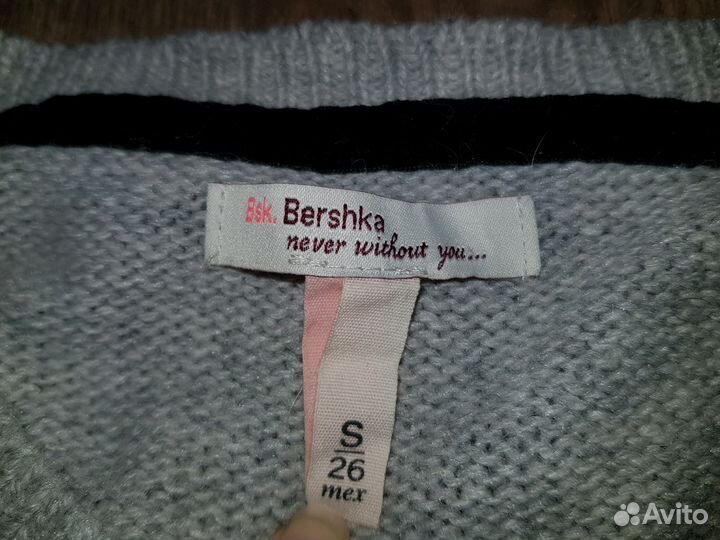 Bsk. Bershka
never without you...
S
26
mex
Avito